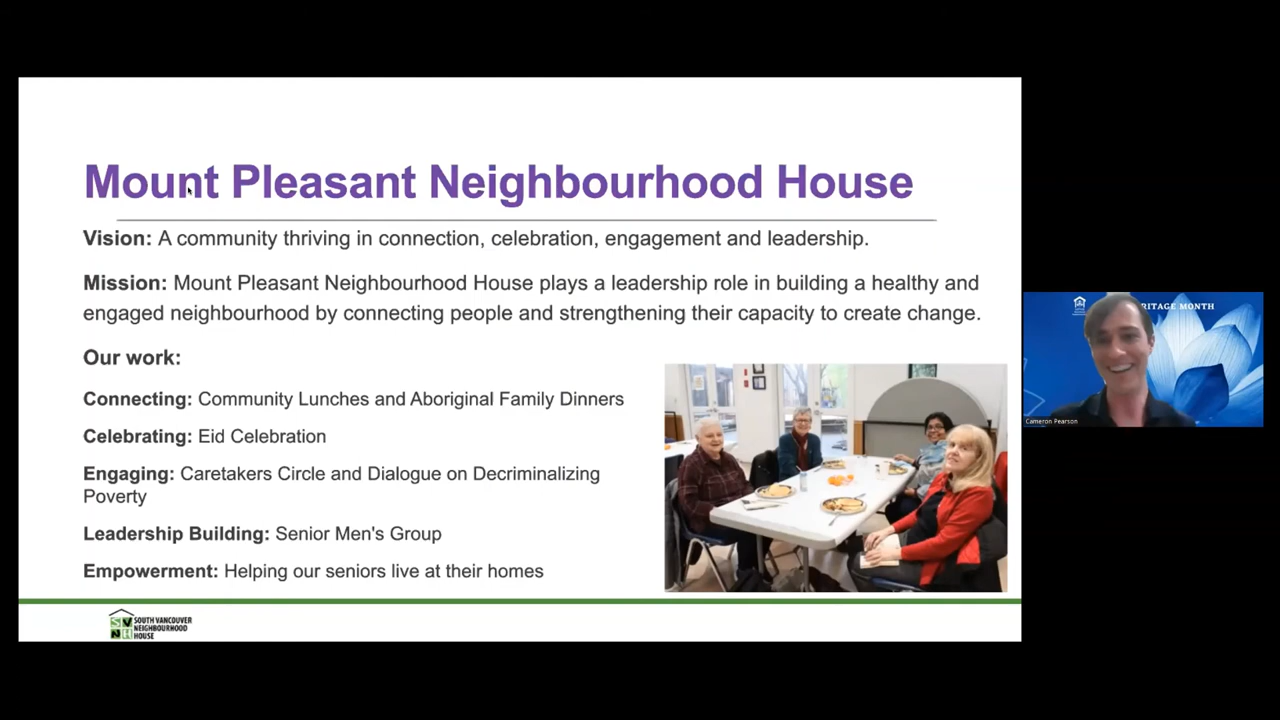 Mount Pleasant Neighbourhood House
Vision: A community thriving in connection, celebration, engagement and leadership.
Mission: Mount Pleasant Neighbourhood House plays a leadership role in building a healthy and
engaged neighbourhood by connecting people and strengthening their capacity to create change.
Our work:
Connecting: Community Lunches and Aboriginal Family Dinners
Celebrating: Eid Celebration
Engaging: Caretakers Circle and Dialogue on Decriminalizing
Poverty
Leadership Building: Senior Men's Group
Empowerment: Helping our seniors live at their homes
SVNH
SOUTH VANCOUVER
NEIGHBOURHOOD
HOUSE
RITAGE MONTH
Cameron Pearson